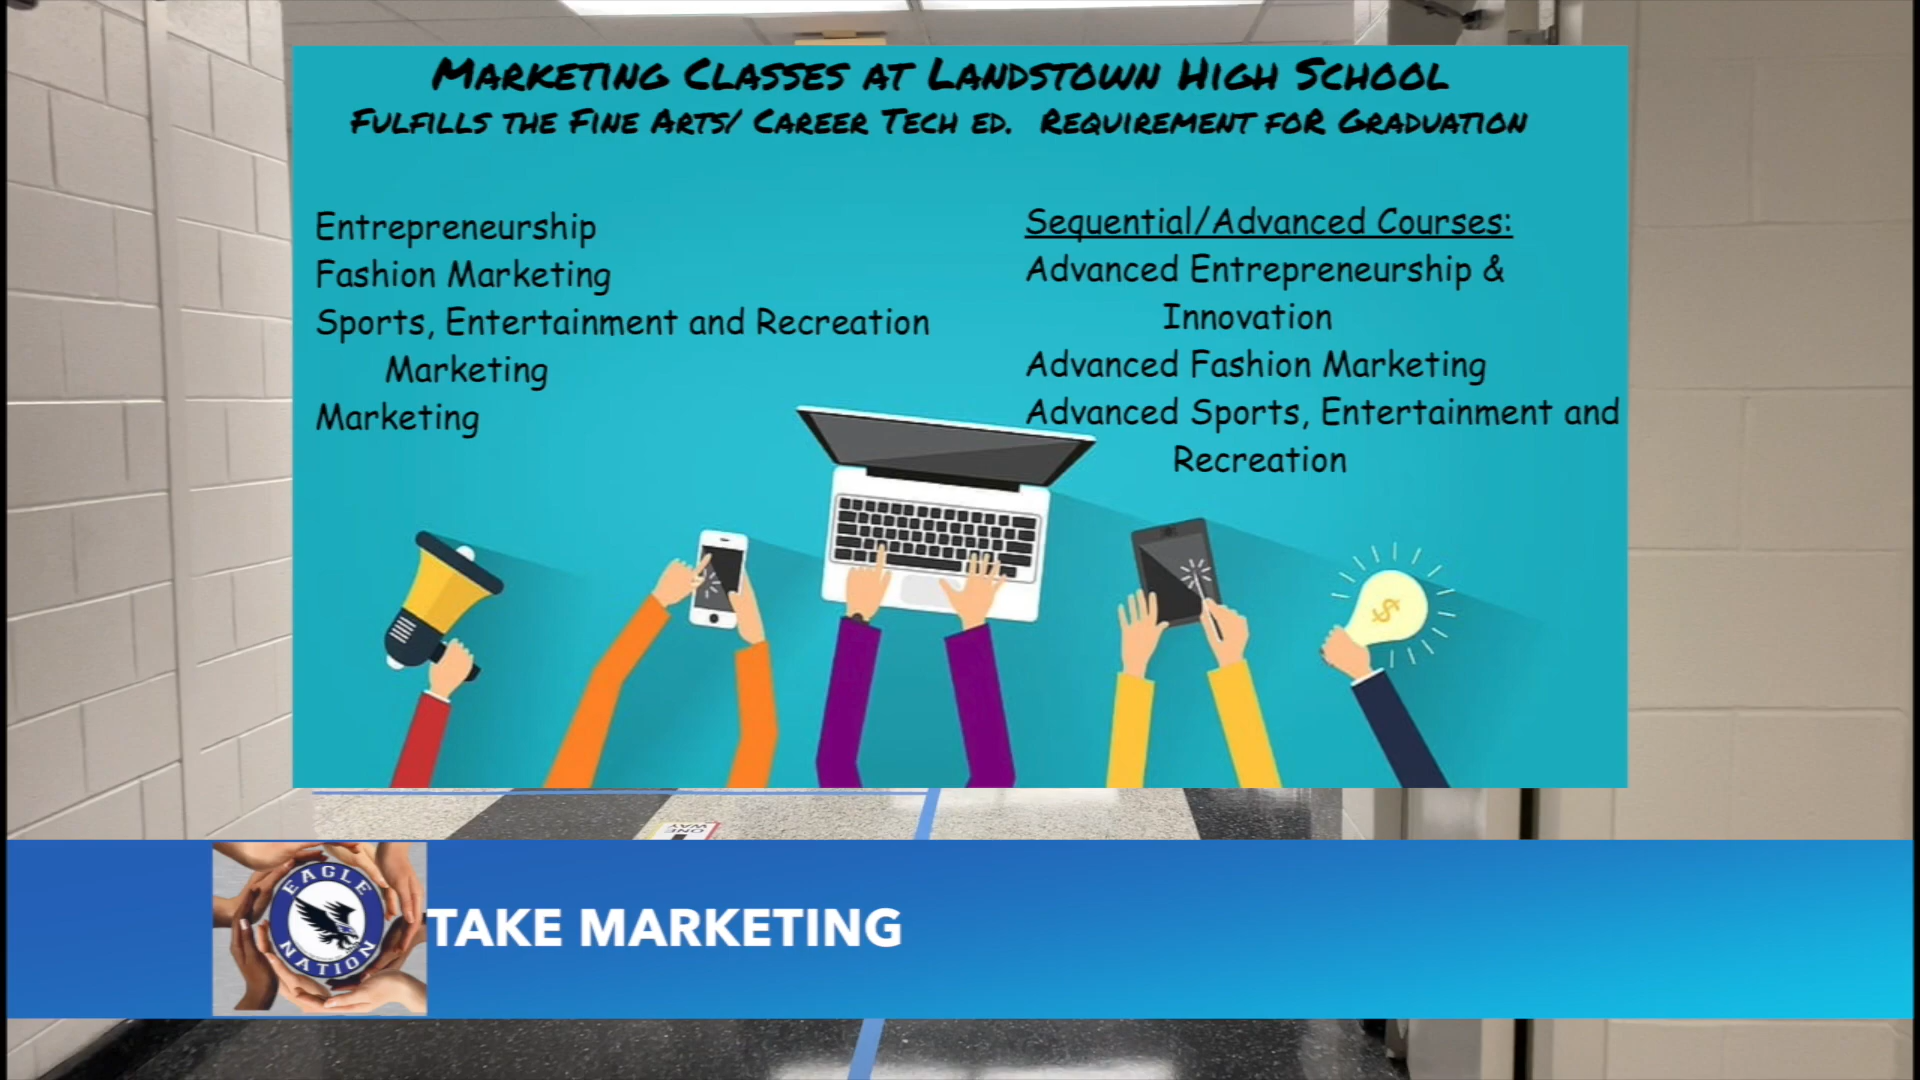 MARKETING CLASSES AT LANDSTOWN HIGH SCHOOL
FULFILLS THE FINE ARTS/ CAREER TECH ED. REQUIREMENT FOR GRADUATION
Entrepreneurship
Fashion Marketing
Sports, Entertainment and Recreation
Marketing
Marketing
Sequential/Advanced Courses:
Advanced Entrepreneurship &
Innovation
Advanced Fashion Marketing
Advanced Sports, Entertainment and
Recreation
$
ONE
WAY
EAGLE
NATION
TAKE MARKETING